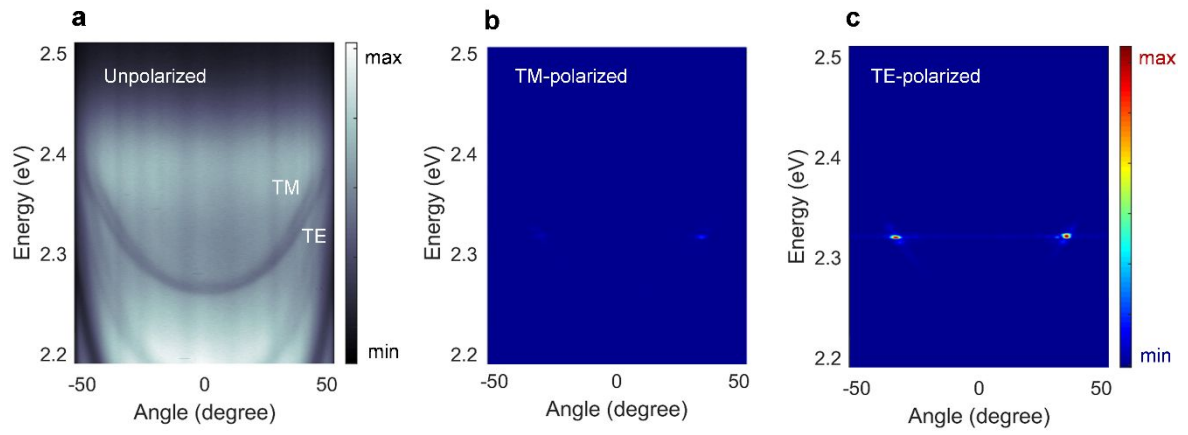 a
Unpolarized
TM
TE
2.5
2.4
2.3
2.2
Energy (eV)
-50
0
50
Angle (degree)
max
min
b
TM-polarized
2.5
2.4
2.3
2.2
Energy (eV)
-50
0
50
Angle (degree)
c
TE-polarized
2.5
2.4
2.3
2.2
Energy (eV)
-50
0
50
Angle (degree)
max
min